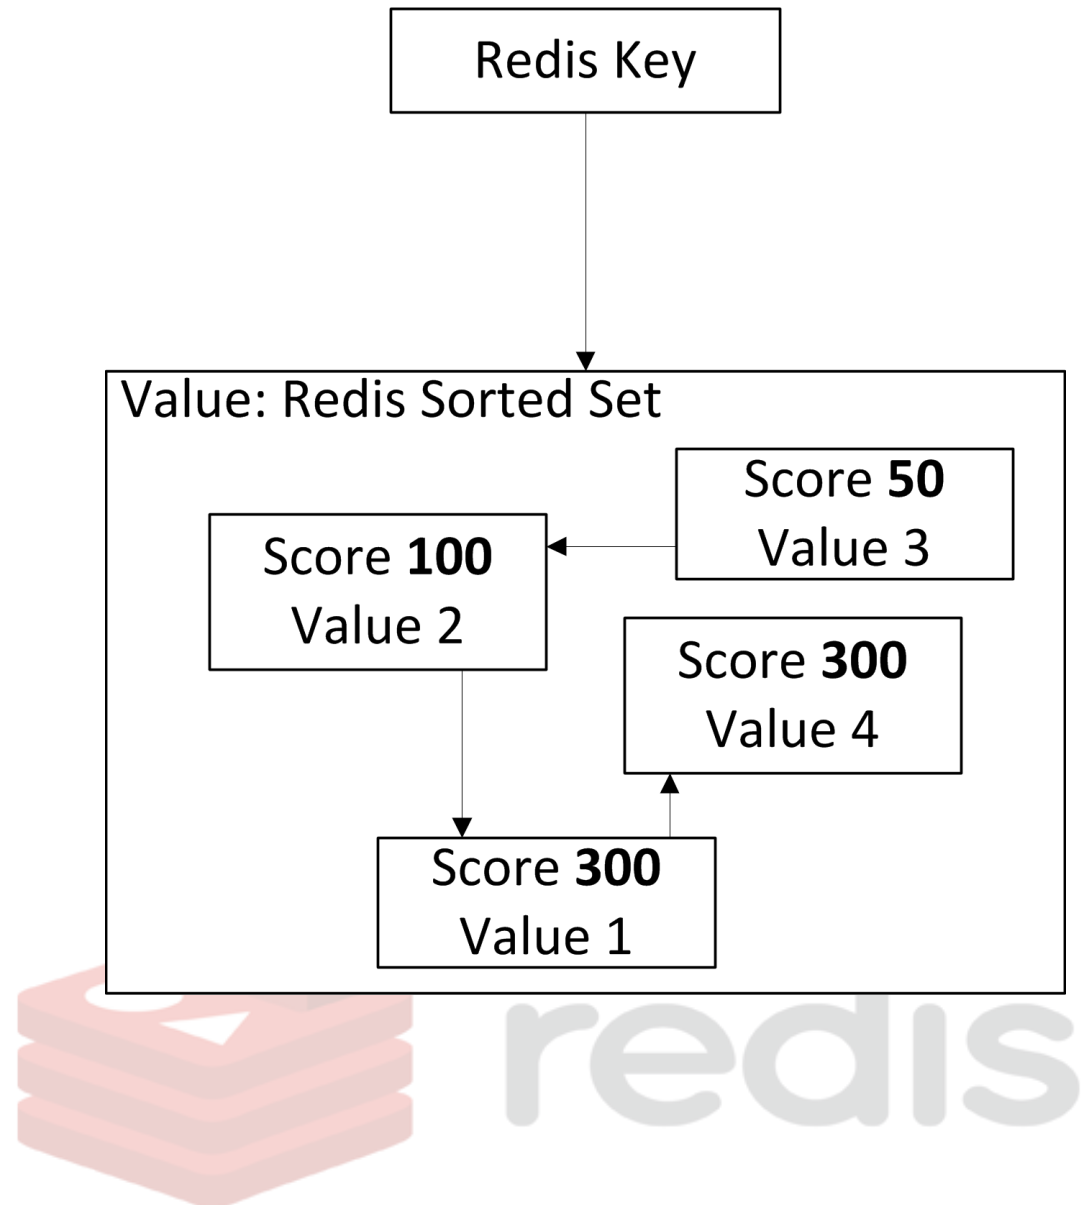 Redis Key
Value: Redis Sorted Set
Score 50
Value 3
Score 100
Value 2
Score 300
Value 4
Score 300
Value 1
redis